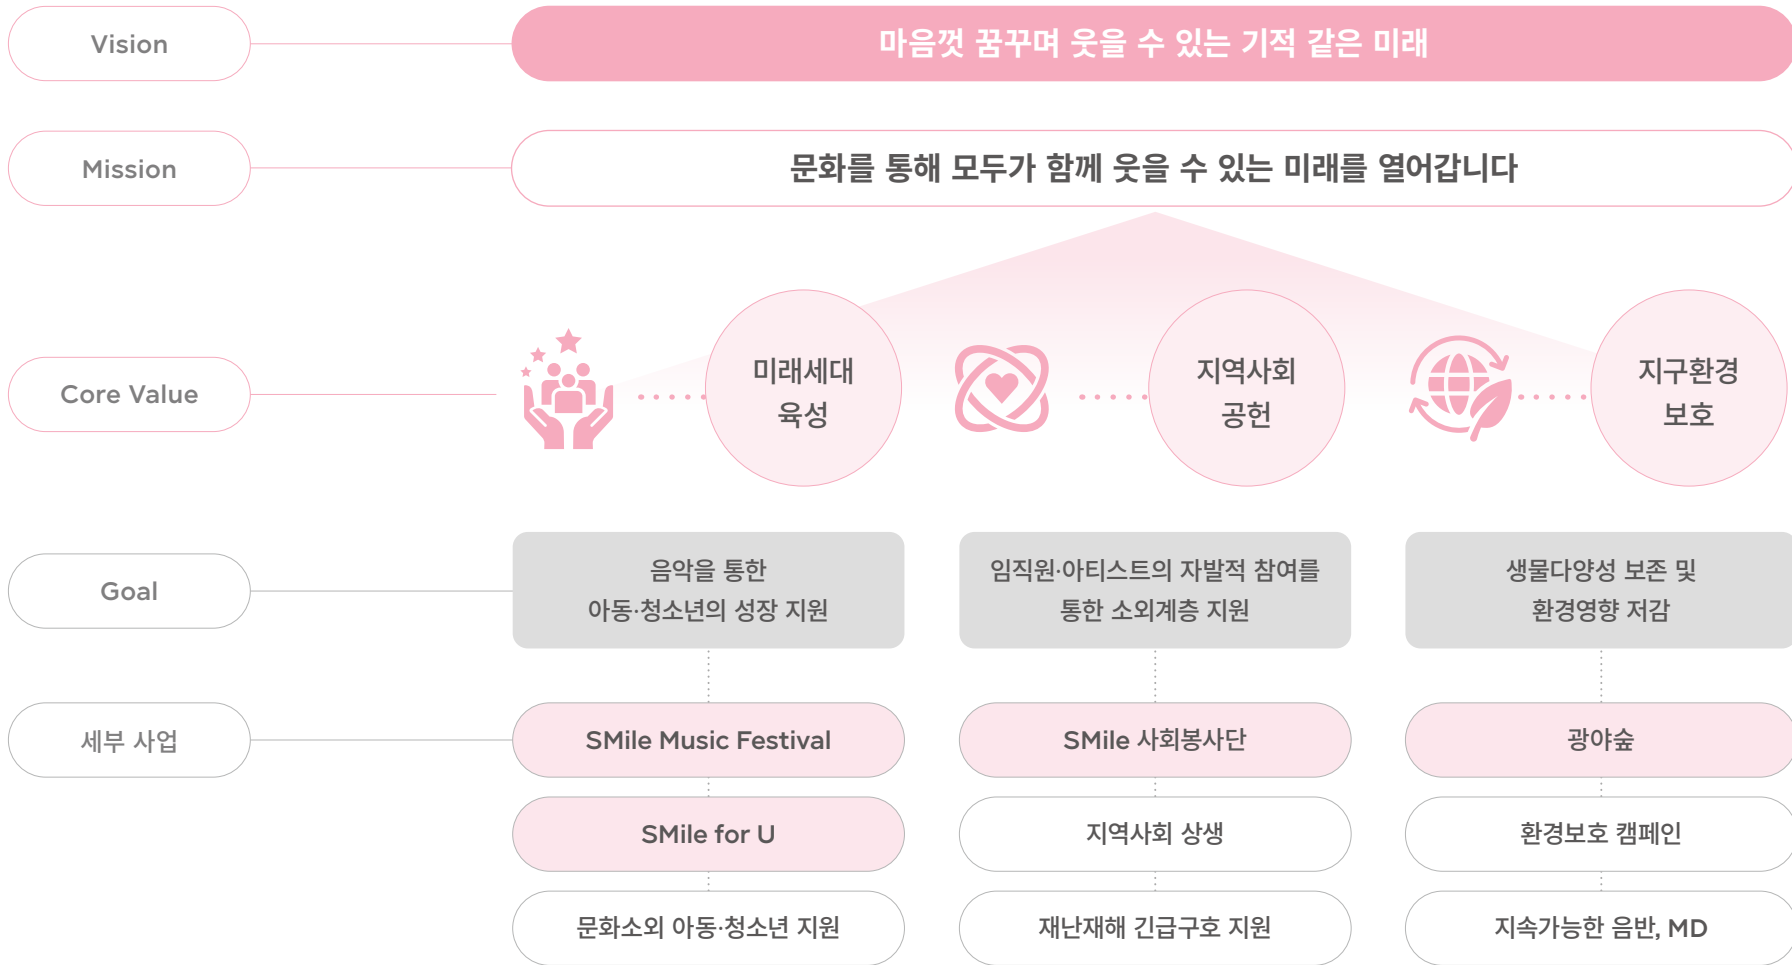 Vision
마음껏 꿈꾸며 웃을 수 있는 기적 같은 미래
Mission
문화를 통해 모두가 함께 웃을 수 있는 미래를 열어갑니다
Core Value
미래세대
육성
지역사회
공헌
지구환경
보호
Goal
음악을 통한
아동·청소년의 성장 지원
임직원·아티스트의 자발적 참여를
통한 소외계층 지원
생물다양성 보존 및
환경영향 저감
세부 사업
SMile Music Festival
SMile 사회봉사단
광야숲
SMile for U
지역사회 상생
환경보호 캠페인
문화소외 아동·청소년 지원
재난재해 긴급구호 지원
지속가능한 음반, MD